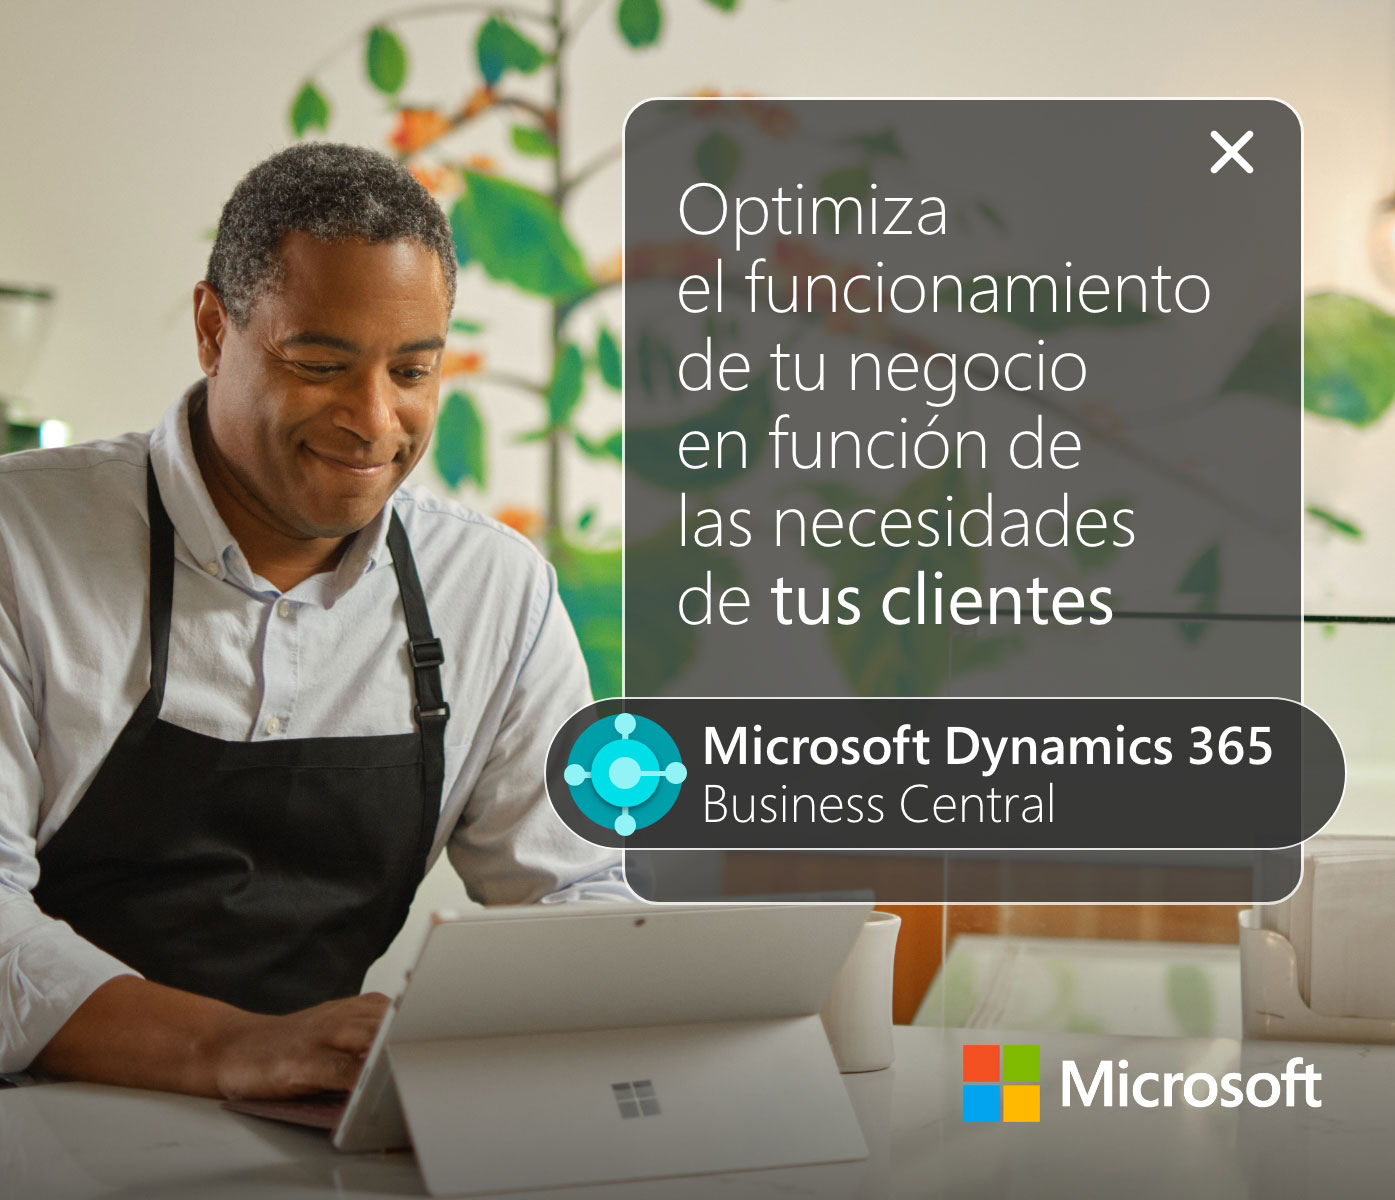 Optimiza
el funcionamiento
de tu negocio
en función de
las necesidades
de tus clientes
Microsoft Dynamics 365
Business Central
Microsoft